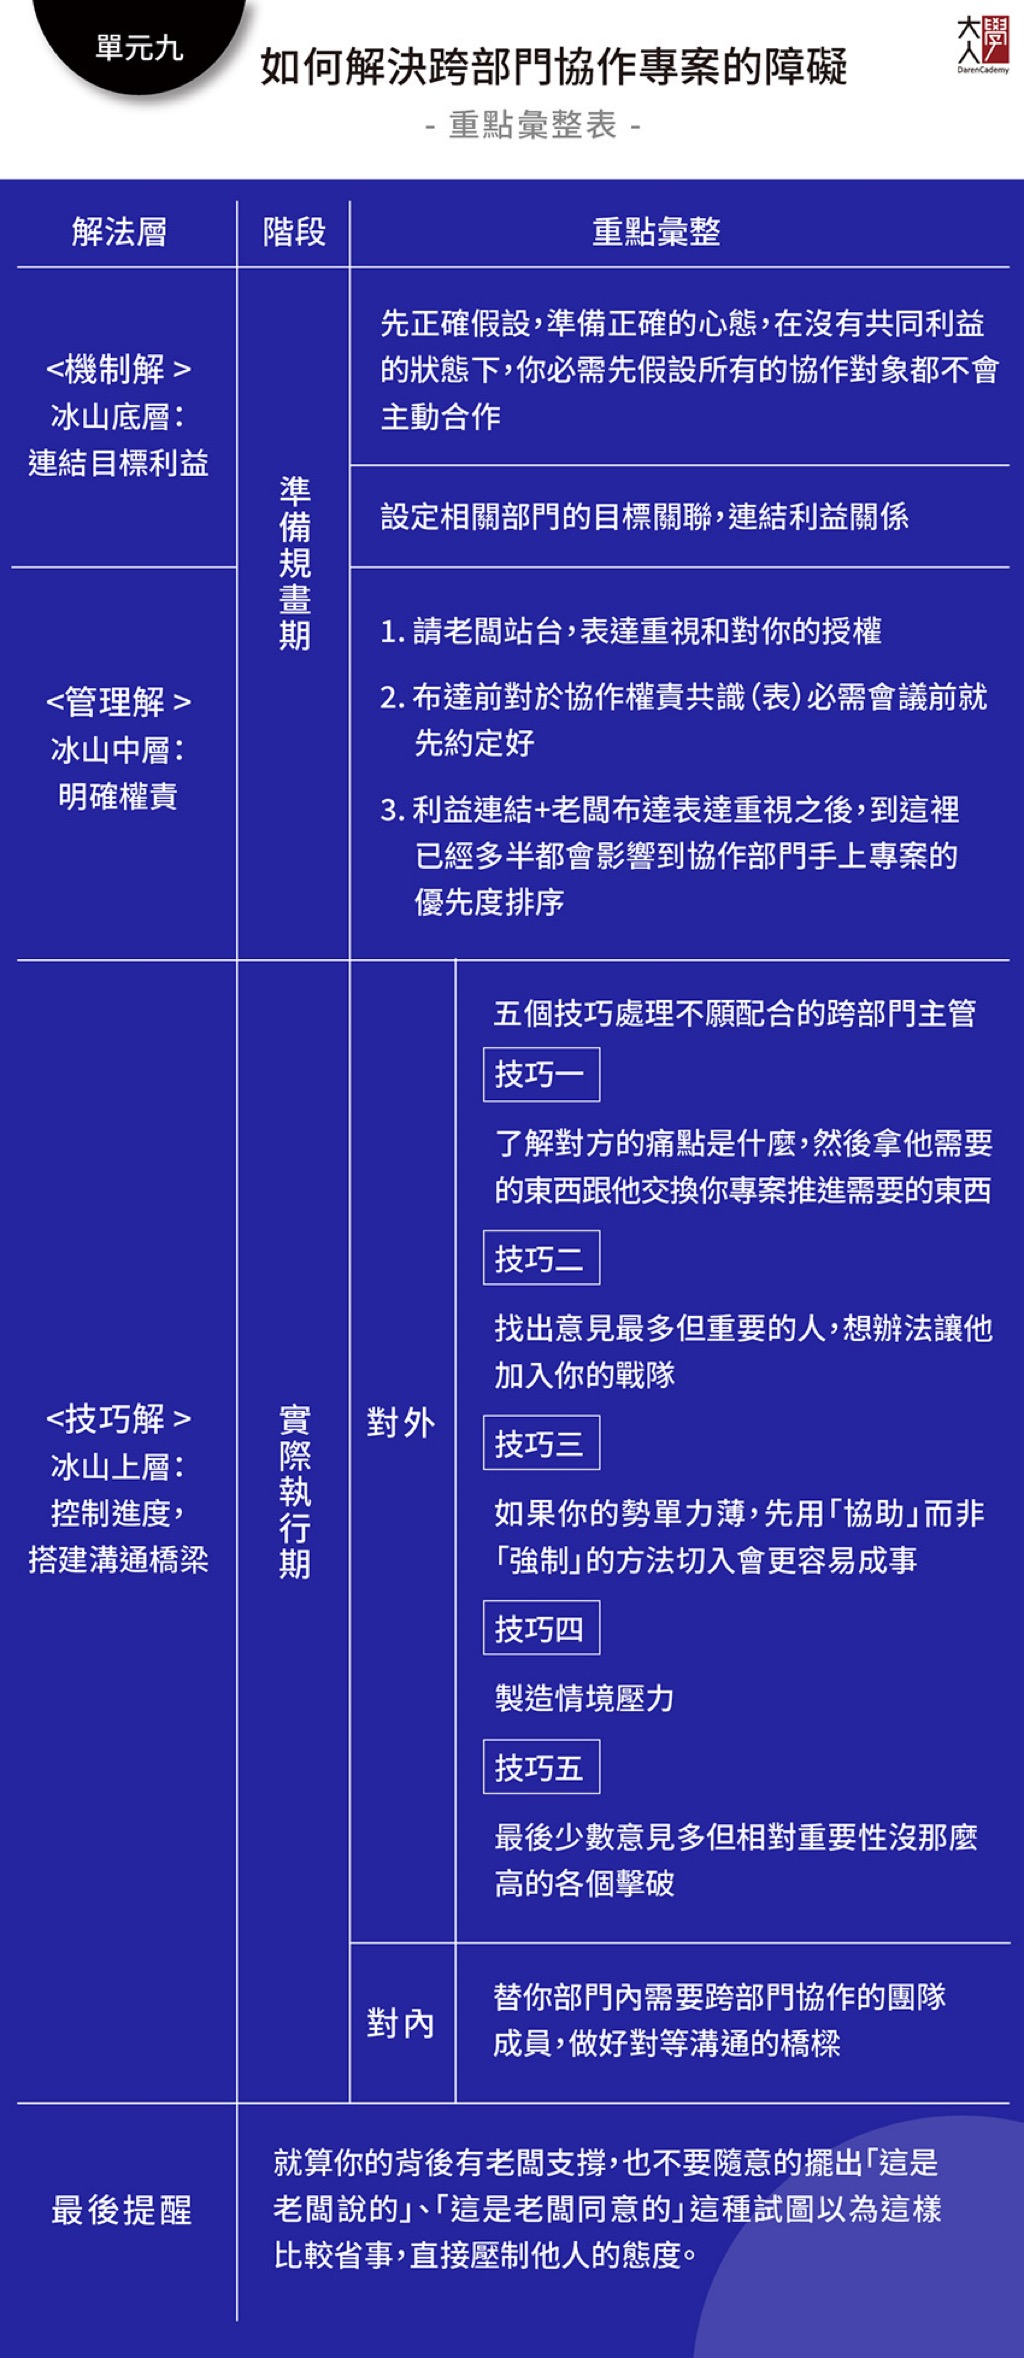 單元九
如何解決跨部門協作專案的障礙
- 重點彙整表 -
大學
人
DarenCademy
解法層
階段
重點彙整
<機制解>
冰山底層：
連結目標利益
準備規畫期
先正確假設，準備正確的心態，在沒有共同利益
的狀態下，你必需先假設所有的協作對象都不會
主動合作
設定相關部門的目標關聯，連結利益關係
<管理解>
冰山中層：
明確權責
1. 請老闆站台，表達重視和對你的授權
2. 布達前對於協作權責共識（表）必需會議前就
先約定好
3. 利益連結+老闆布達表達重視之後，到這裡
已經多半都會影響到協作部門手上專案的
優先度排序
<技巧解>
冰山上層：
控制進度，
搭建溝通橋梁
實際執行期
對外
五個技巧處理不願配合的跨部門主管
技巧一
了解對方的痛點是什麼，然後拿他需要
的東西跟他交換你專案推進需要的東西
技巧二
找出意見最多但重要的人，想辦法讓他
加入你的戰隊
技巧三
如果你的勢單力薄，先用「協助」而非
「強制」的方法切入會更容易成事
技巧四
製造情境壓力
技巧五
最後少數意見多但相對重要性沒那麼
高的各個擊破
對內
替你部門內需要跨部門協作的團隊
成員，做好對等溝通的橋樑
最後提醒
就算你的背後有老闆支撐，也不要隨意的擺出「這是
老闆說的」、「這是老闆同意的」這種試圖以為這樣
比較省事，直接壓制他人的態度。